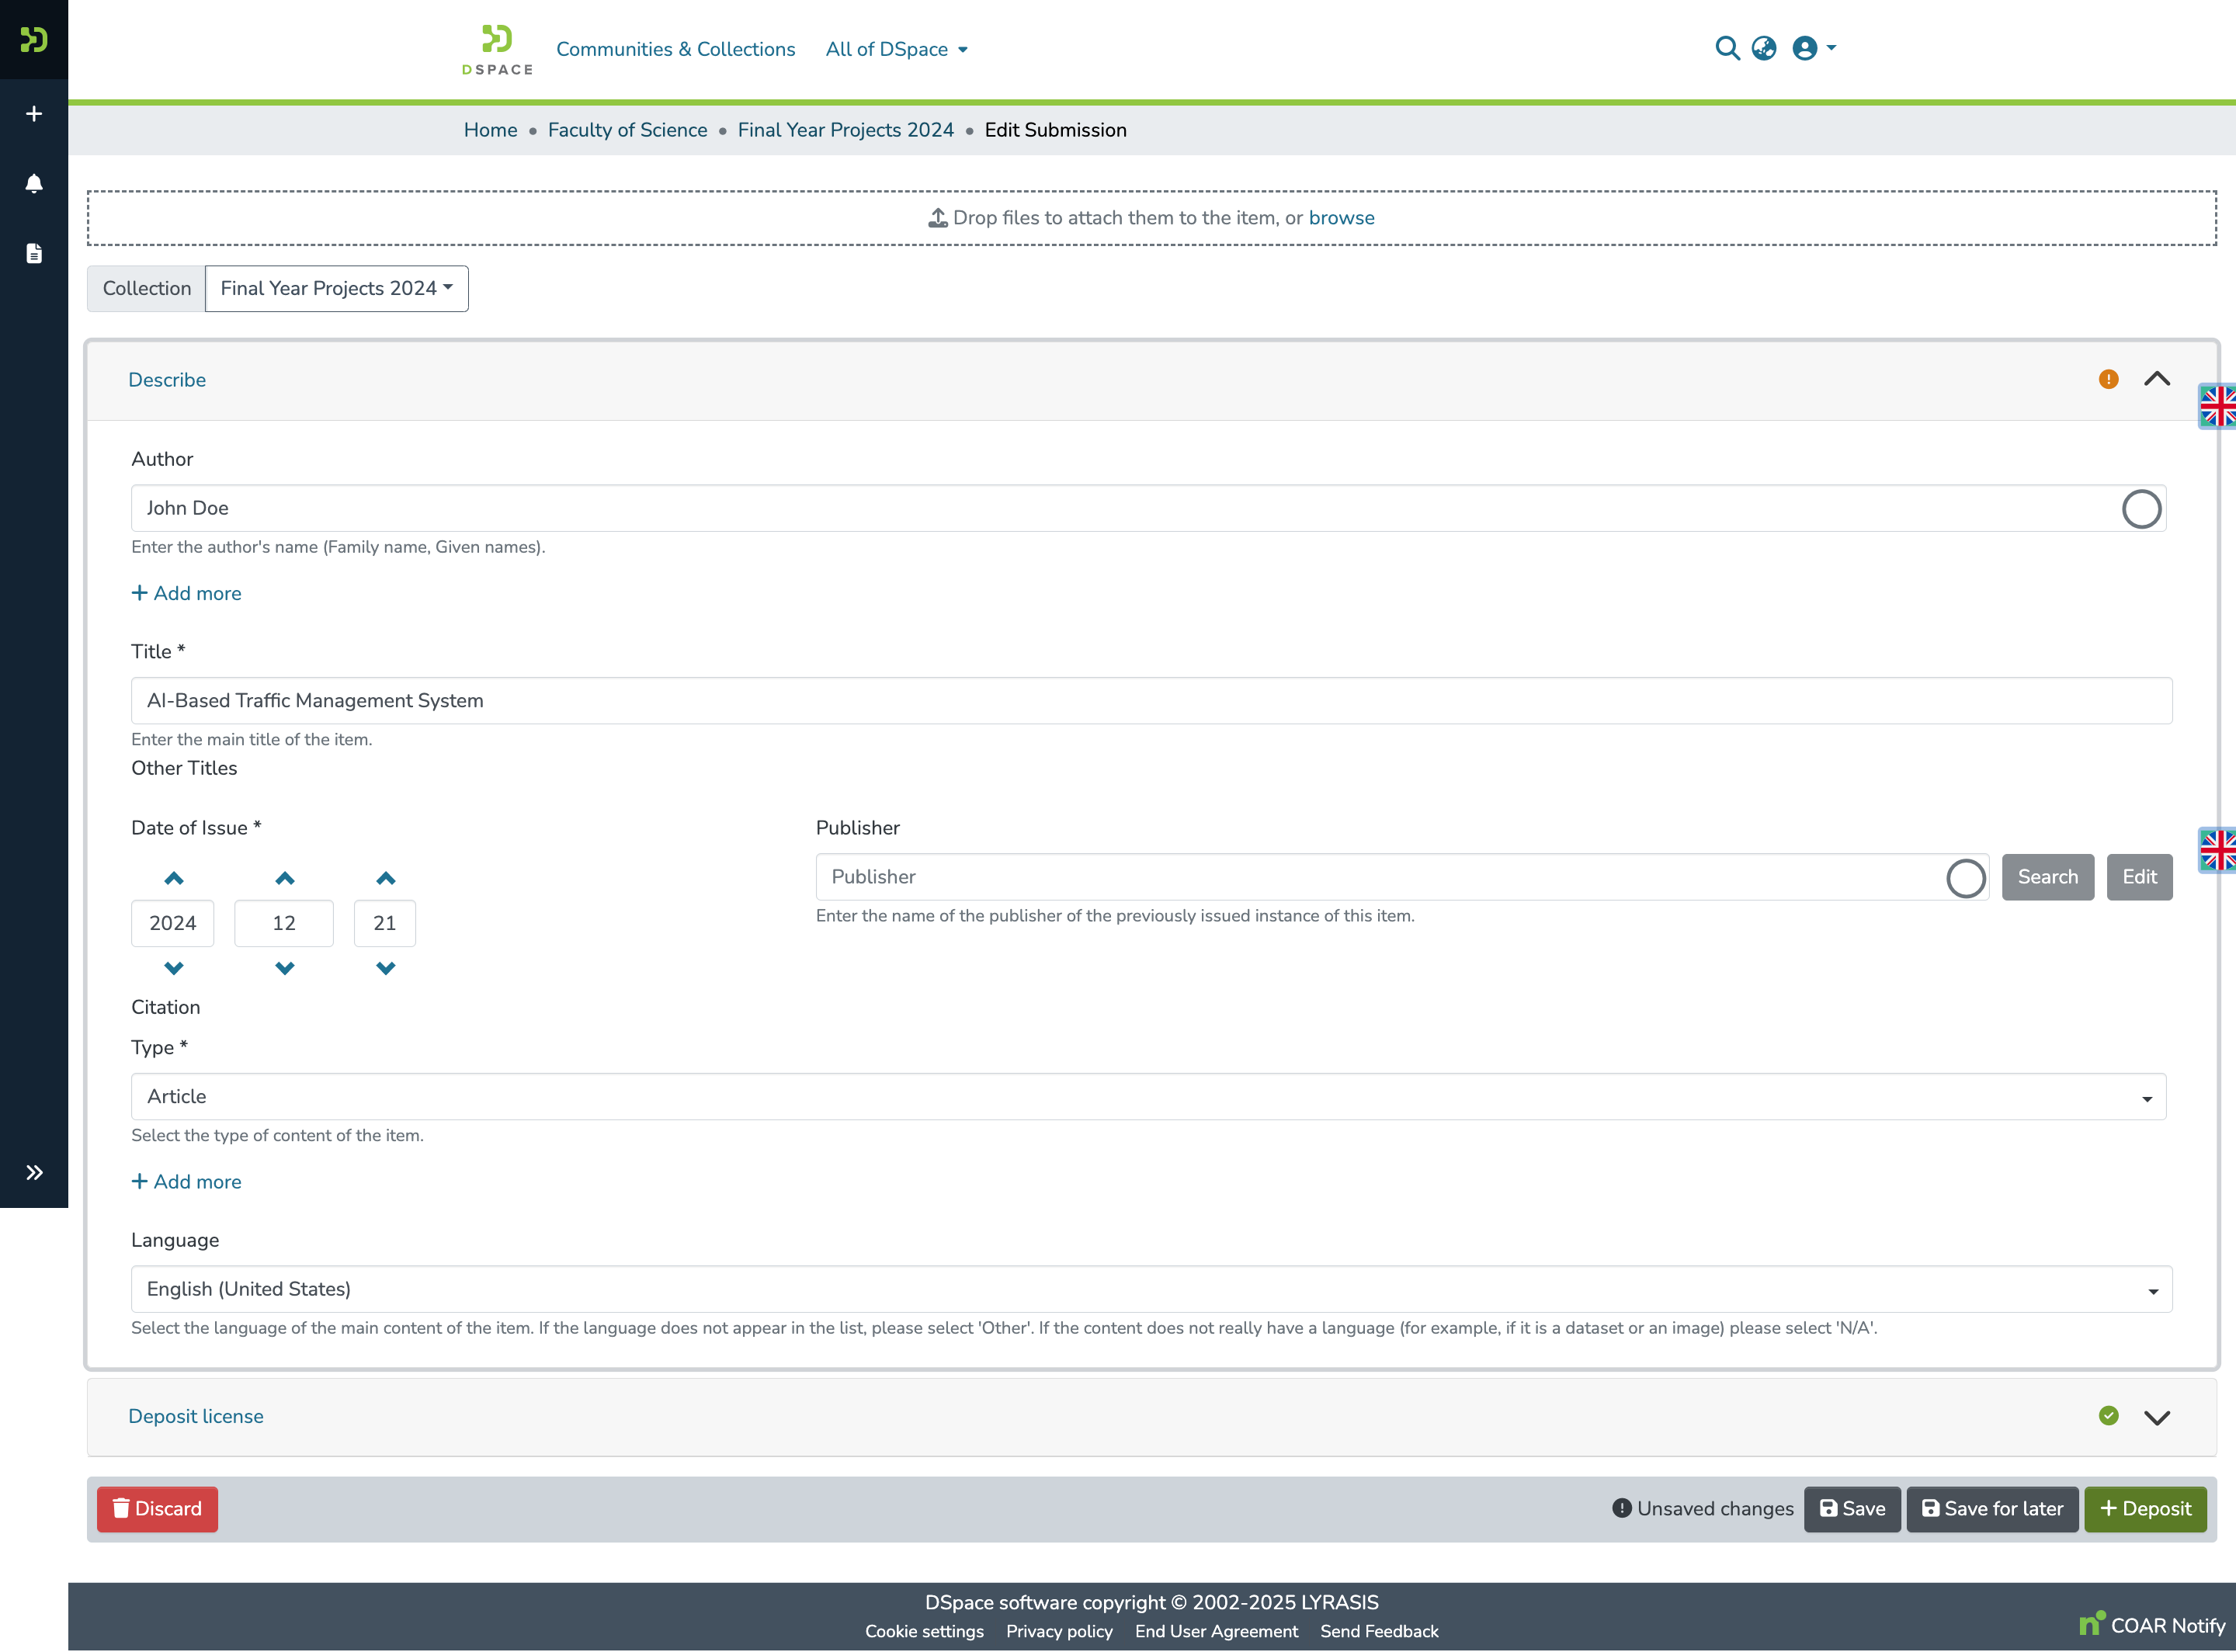 DSPACE
Communities & Collections All of DSpace
Home • Faculty of Science • Final Year Projects 2024 • Edit Submission
Drop files to attach them to the item, or browse
Collection Final Year Projects 2024
Describe
Author
John Doe
Enter the author's name (Family name, Given names).
+ Add more
Title *
AI-Based Traffic Management System
Enter the main title of the item.
Other Titles
Date of Issue *
2024 12 21
Publisher
Publisher Search Edit
Enter the name of the publisher of the previously issued instance of this item.
Citation
Type *
Article
Select the type of content of the item.
+ Add more
Language
English (United States)
Select the language of the main content of the item. If the language does not appear in the list, please select 'Other'. If the content does not really have a language (for example, if it is a dataset or an image) please select 'N/A'.
Deposit license
Discard Unsaved changes Save Save for later + Deposit
DSpace software copyright © 2002-2025 LYRASIS
Cookie settings Privacy policy End User Agreement Send Feedback
COAR Notify